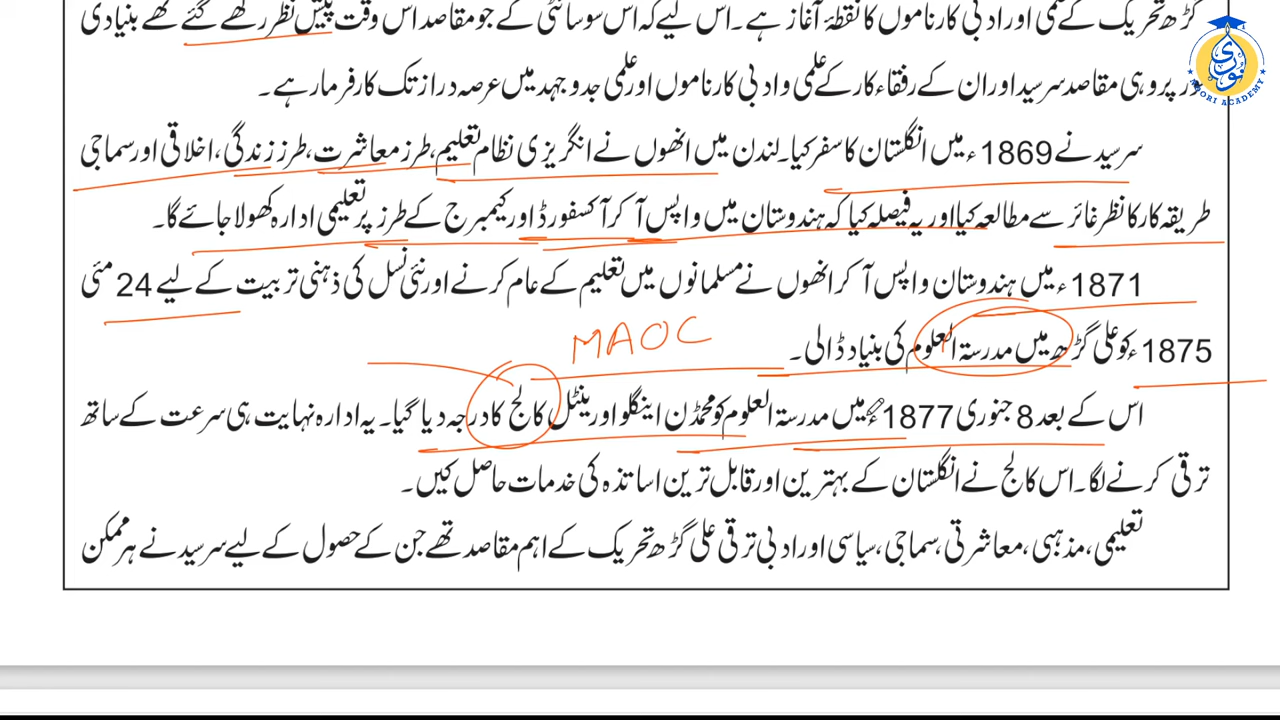 گڑھ تحریک کے علمی اور ادبی کارناموں کا نقطۂ آغاز ہے۔ اس لیے کہ اس سوسائٹی کے جو مقاصد اس وقت پیش نظر رکھے گئے تھے بنیادی
طور پر وہی مقاصد سرسید اور ان کے رفقاء کار کے علمی و ادبی کارناموں اور علمی جدوجہد میں عرصہ دراز تک کارفرما رہے۔
سرسید نے 1869ء میں انگلستان کا سفر کیا۔ لندن میں انھوں نے انگریزی نظام تعلیم، طرز معاشرت، طرز زندگی، اخلاقی اور سماجی
طریقہ کار کا نظر غائر سے مطالعہ کیا اور یہ فیصلہ کیا کہ ہندوستان میں واپس آ کر آکسفورڈ اور کیمبرج کے طرز پر تعلیمی ادارہ کھولا جائے گا۔
1871ء میں ہندوستان واپس آ کر انھوں نے مسلمانوں میں تعلیم کے عام کرنے اور نئی نسل کی ذہنی تربیت کے لیے 24 مئی
1875ء کو علی گڑھ میں مدرسۃ العلوم کی بنیاد ڈالی۔
MAOC
اس کے بعد 8 جنوری 1877ء میں مدرسۃ العلوم کو محمڈن اینگلو اورینٹل کالج کا درجہ دیا گیا۔ یہ ادارہ نہایت ہی سرعت کے ساتھ
ترقی کرنے لگا۔ اس کالج نے انگلستان کے بہترین اور قابل ترین اساتذہ کی خدمات حاصل کیں۔
تعلیمی، مذہبی، معاشرتی، سماجی، سیاسی اور ادبی ترقی علی گڑھ تحریک کے اہم مقاصد تھے جن کے حصول کے لیے سرسید نے ہر ممکن
نوری
NOORI ACADEMY